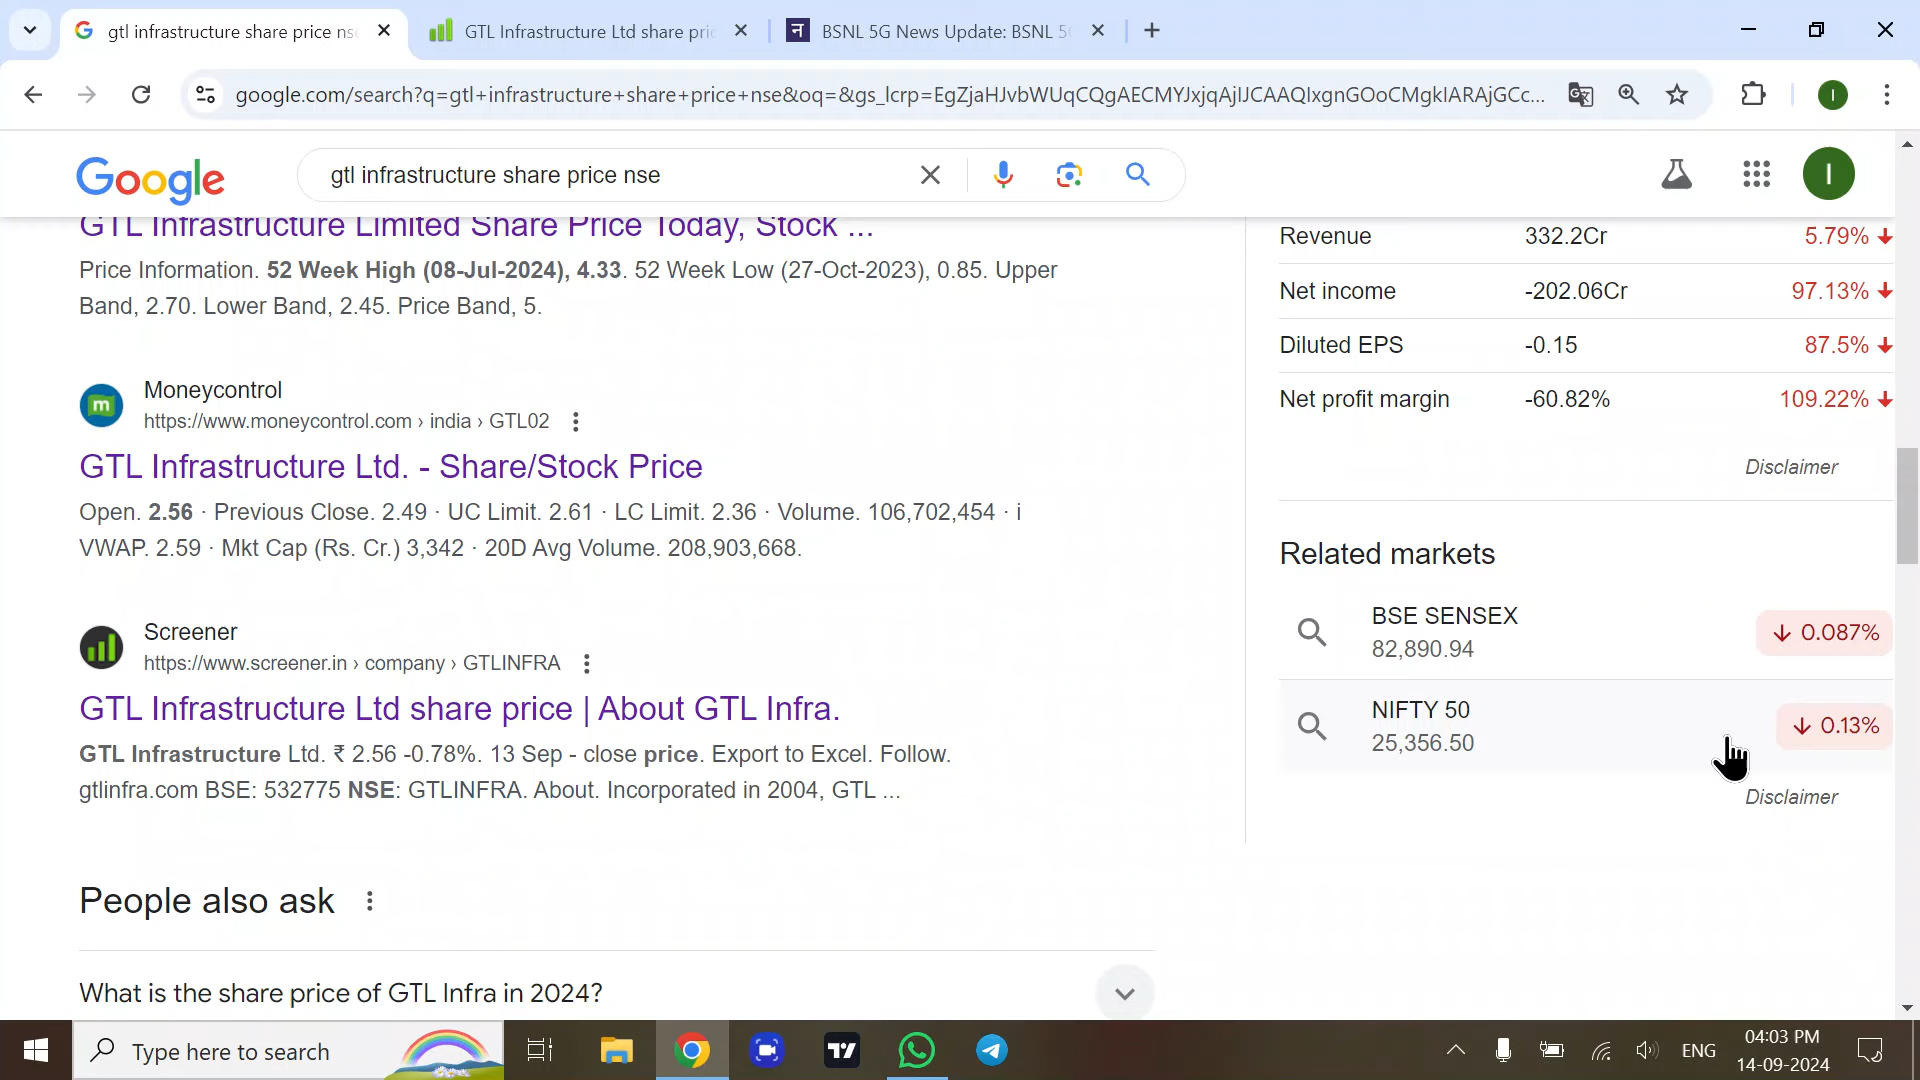 gtl infrastructure share price ns
GTL Infrastructure Ltd share pric
BSNL 5G News Update: BSNL 5
google.com/search?q=gtl+infrastructure+share+price+nse&oq=&gs_lcrp=EgZjaHJvbWUqCQgAECMYJxjqAjIJCAAQIxgnGOoCMgkIARAjGCc...
I
Google
gtl infrastructure share price nse
I
GTL Infrastructure Limited Share Price Today, Stock ...
Price Information. 52 Week High (08-Jul-2024), 4.33. 52 Week Low (27-Oct-2023), 0.85. Upper
Band, 2.70. Lower Band, 2.45. Price Band, 5.
Moneycontrol
https://www.moneycontrol.com › india › GTL02
GTL Infrastructure Ltd. - Share/Stock Price
Open. 2.56 · Previous Close. 2.49 · UC Limit. 2.61 · LC Limit. 2.36 · Volume. 106,702,454 · i
VWAP. 2.59 · Mkt Cap (Rs. Cr.) 3,342 · 20D Avg Volume. 208,903,668.
Screener
https://www.screener.in › company › GTLINFRA
GTL Infrastructure Ltd share price | About GTL Infra.
GTL Infrastructure Ltd. ₹ 2.56 -0.78%. 13 Sep - close price. Export to Excel. Follow.
gtlinfra.com BSE: 532775 NSE: GTLINFRA. About. Incorporated in 2004, GTL ...
People also ask
What is the share price of GTL Infra in 2024?
Revenue 332.2Cr 5.79%
Net income -202.06Cr 97.13%
Diluted EPS -0.15 87.5%
Net profit margin -60.82% 109.22%
Disclaimer
Related markets
BSE SENSEX
82,890.94
0.087%
NIFTY 50
25,356.50
0.13%
Disclaimer
Type here to search
ENG
04:03 PM
14-09-2024